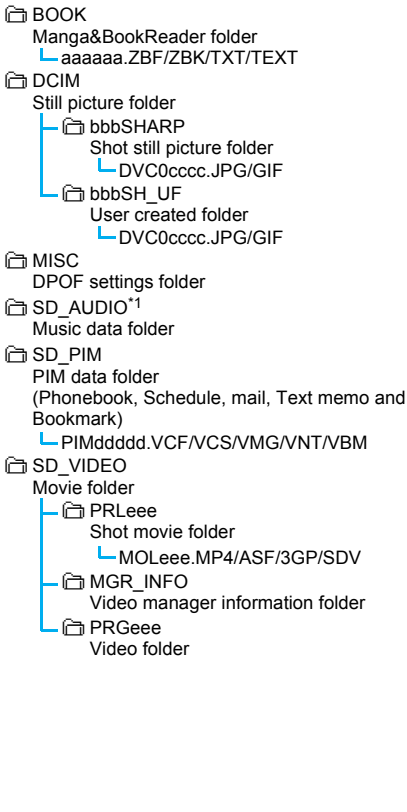 BOOK
Manga&BookReader folder
aaaaaa.ZBF/ZBK/TXT/TEXT
DCIM
Still picture folder
bbbSHARP
Shot still picture folder
DVC0cccc.JPG/GIF
bbbSH_UF
User created folder
DVC0cccc.JPG/GIF
MISC
DPOF settings folder
SD_AUDIO*1
Music data folder
SD_PIM
PIM data folder
(Phonebook, Schedule, mail, Text memo and
Bookmark)
PIMddddd.VCF/VCS/VMG/VNT/VBM
SD_VIDEO
Movie folder
PRLeee
Shot movie folder
MOLeee.MP4/ASF/3GP/SDV
MGR_INFO
Video manager information folder
PRGeee
Video folder